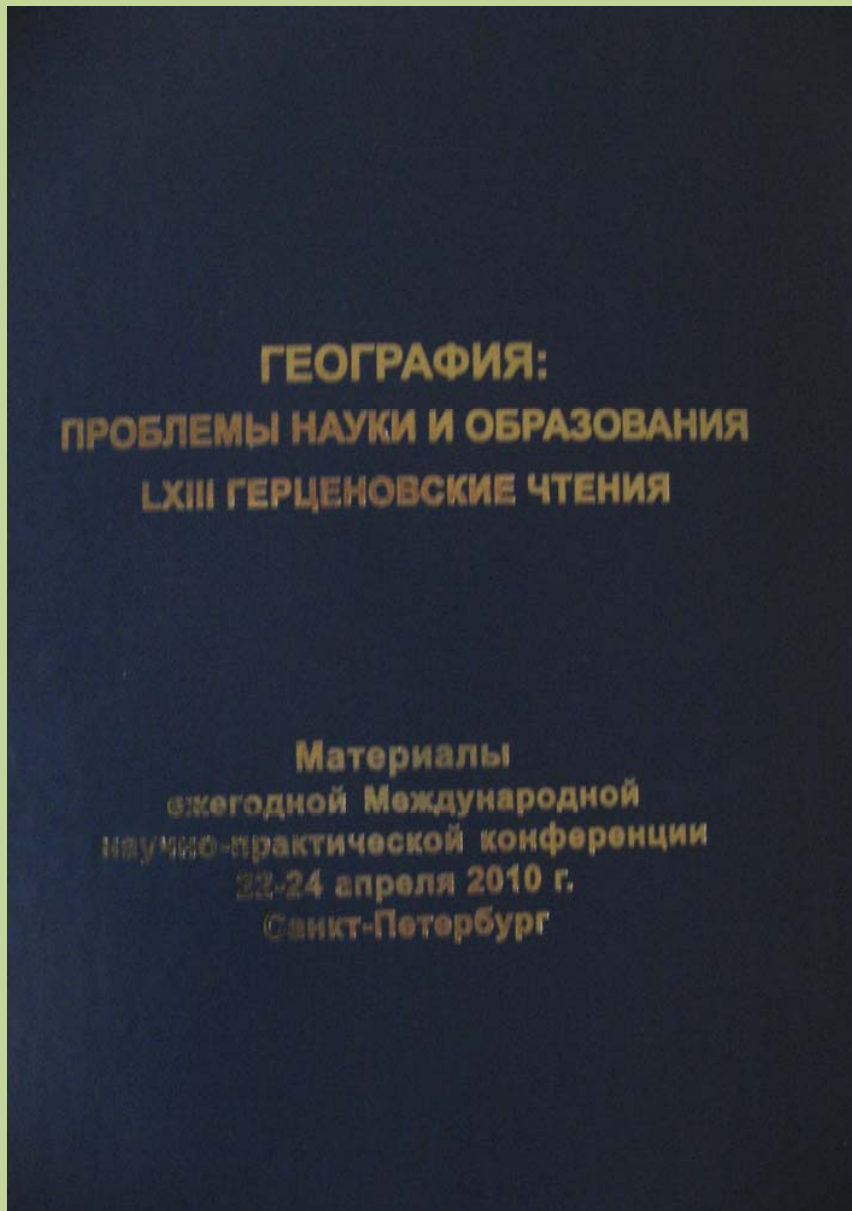 ГЕОГРАФИЯ:
ПРОБЛЕМЫ НАУКИ И ОБРАЗОВАНИЯ
LXIII ГЕРЦЕНОВСКИЕ ЧТЕНИЯ
Материалы
ежегодной Международной
научно-практической конференции
22-24 апреля 2010 г.
Санкт-Петербург